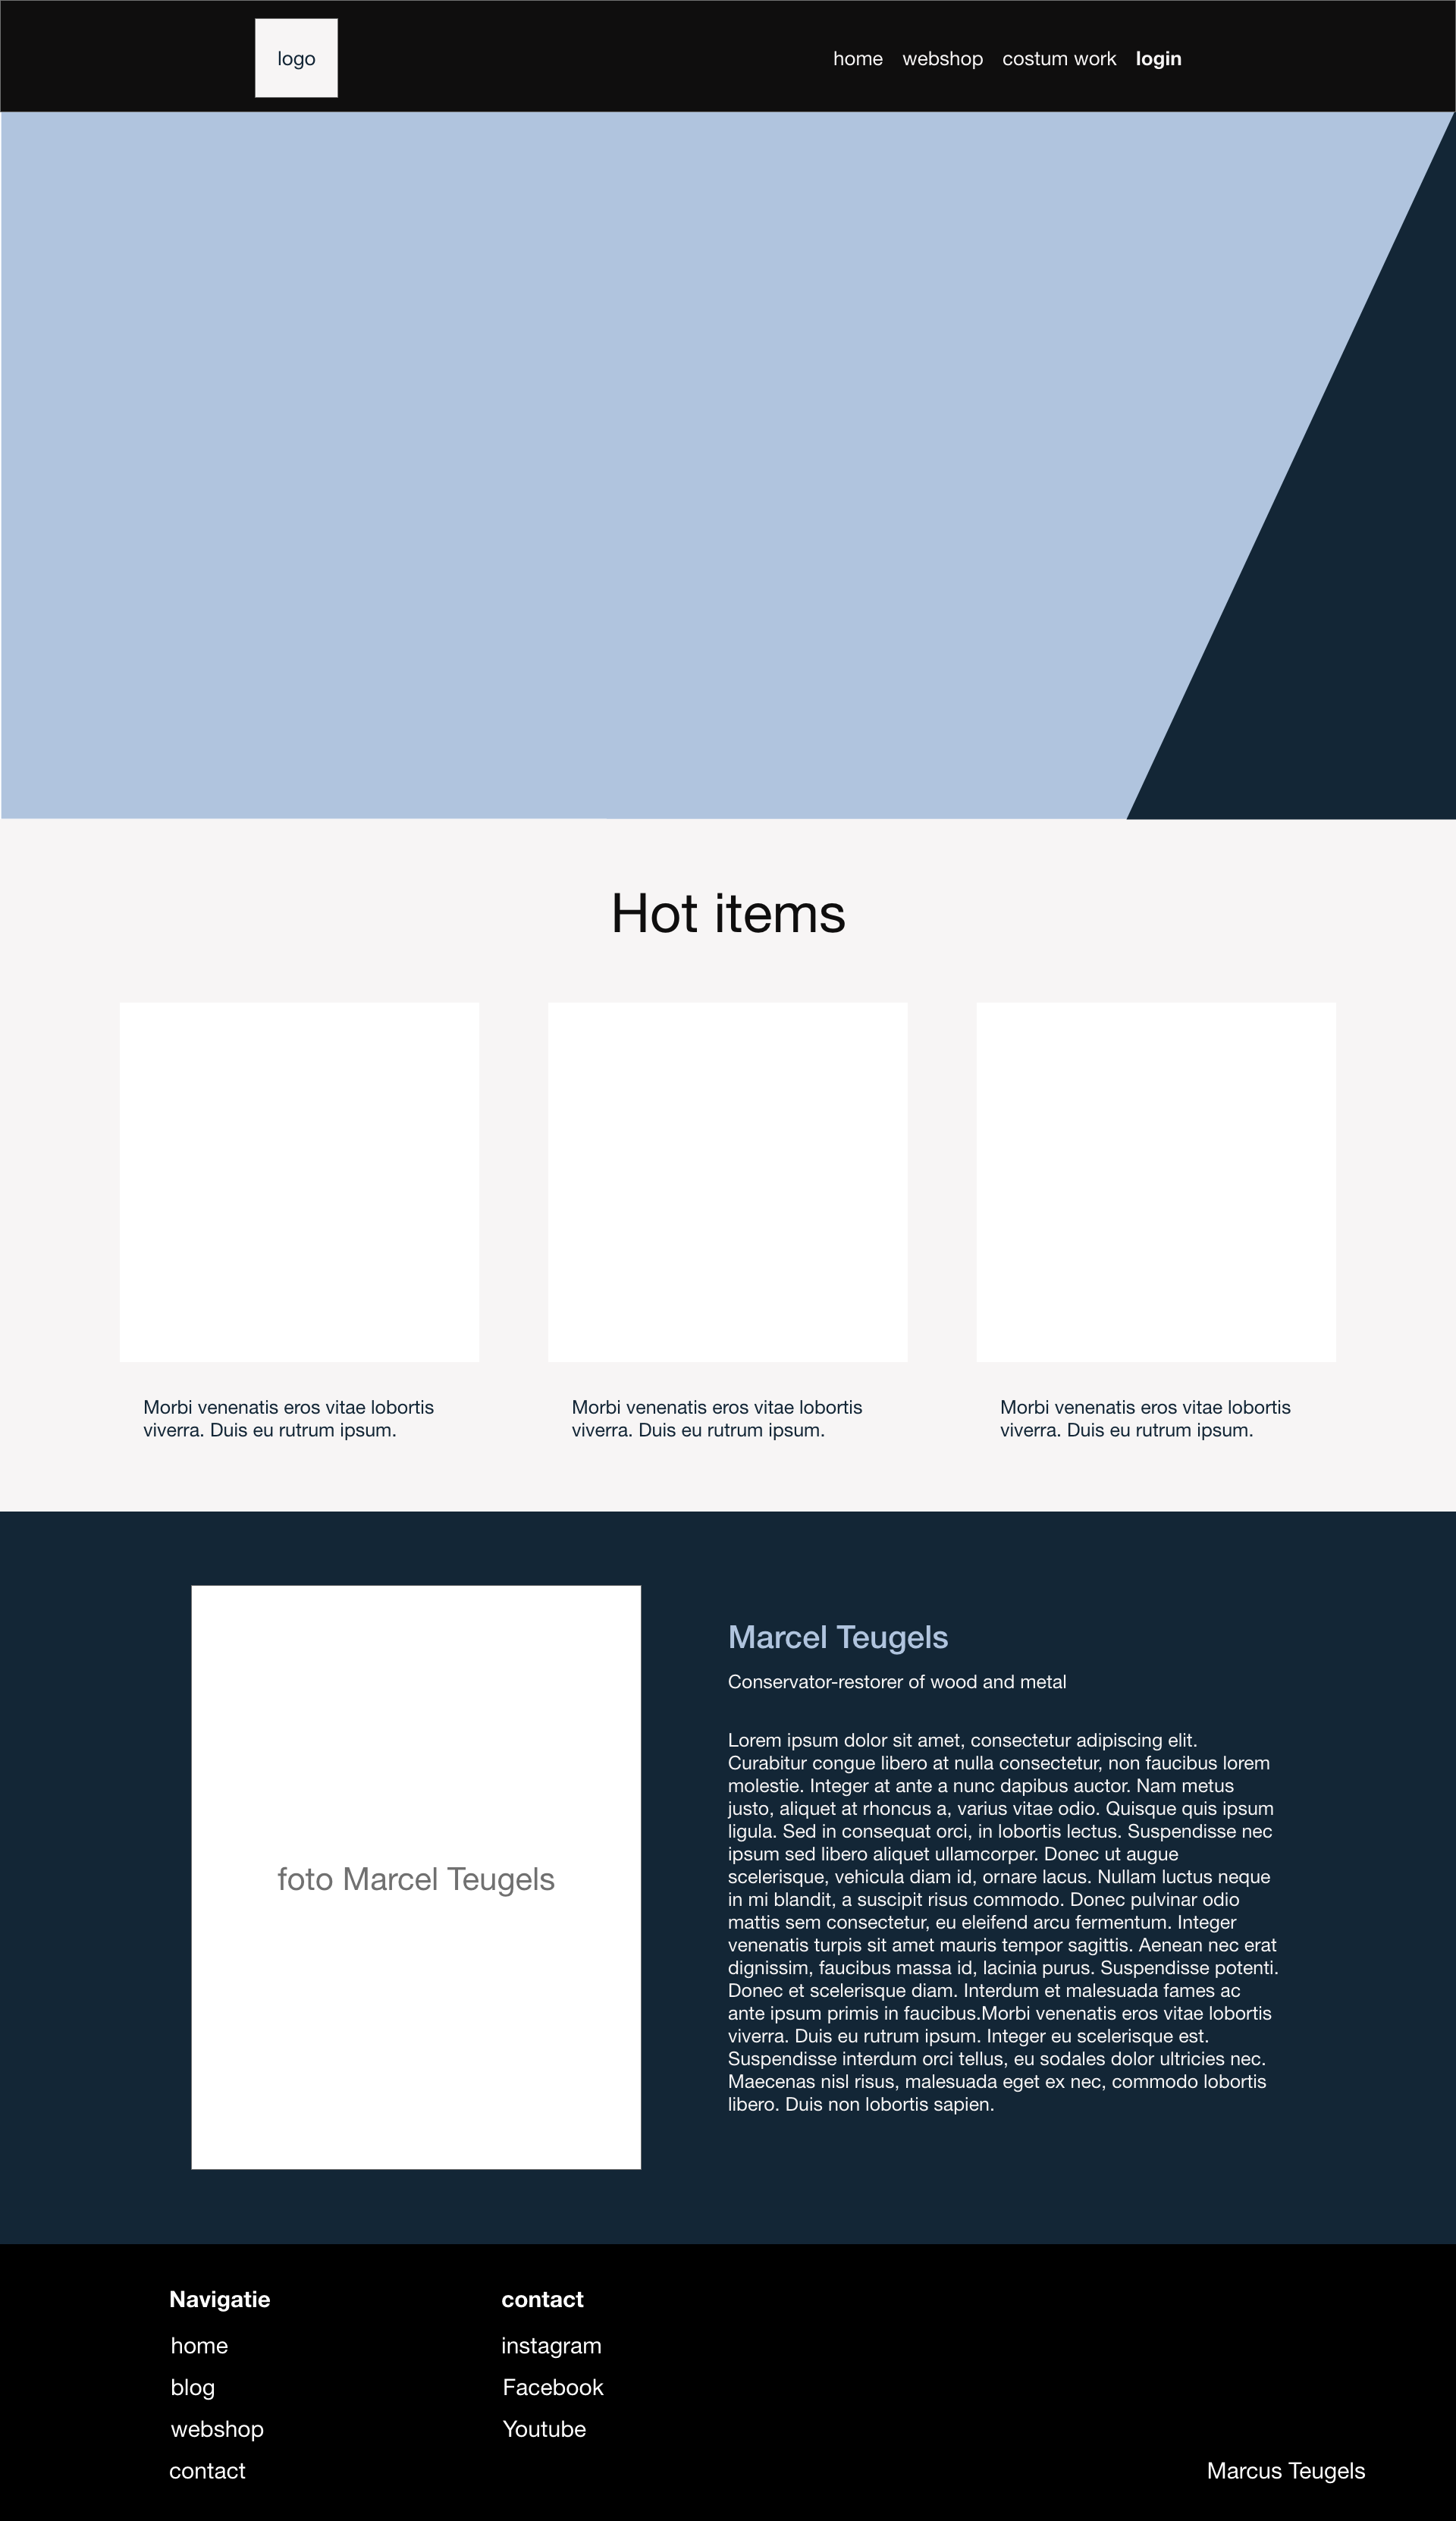 logo
home webshop costum work login
Hot items
Morbi venenatis eros vitae lobortis
viverra. Duis eu rutrum ipsum.
Morbi venenatis eros vitae lobortis
viverra. Duis eu rutrum ipsum.
Morbi venenatis eros vitae lobortis
viverra. Duis eu rutrum ipsum.
foto Marcel Teugels
Marcel Teugels
Conservator-restorer of wood and metal
Lorem ipsum dolor sit amet, consectetur adipiscing elit.
Curabitur congue libero at nulla consectetur, non faucibus lorem
molestie. Integer at ante a nunc dapibus auctor. Nam metus
justo, aliquet at rhoncus a, varius vitae odio. Quisque quis ipsum
ligula. Sed in consequat orci, in lobortis lectus. Suspendisse nec
ipsum sed libero aliquet ullamcorper. Donec ut augue
scelerisque, vehicula diam id, ornare lacus. Nullam luctus neque
in mi blandit, a suscipit risus commodo. Donec pulvinar odio
mattis sem consectetur, eu eleifend arcu fermentum. Integer
venenatis turpis sit amet mauris tempor sagittis. Aenean nec erat
dignissim, faucibus massa id, lacinia purus. Suspendisse potenti.
Donec et scelerisque diam. Interdum et malesuada fames ac
ante ipsum primis in faucibus.Morbi venenatis eros vitae lobortis
viverra. Duis eu rutrum ipsum. Integer eu scelerisque est.
Suspendisse interdum orci tellus, eu sodales dolor ultricies nec.
Maecenas nisl risus, malesuada eget ex nec, commodo lobortis
libero. Duis non lobortis sapien.
Navigatie
home
blog
webshop
contact
contact
instagram
Facebook
Youtube
Marcus Teugels